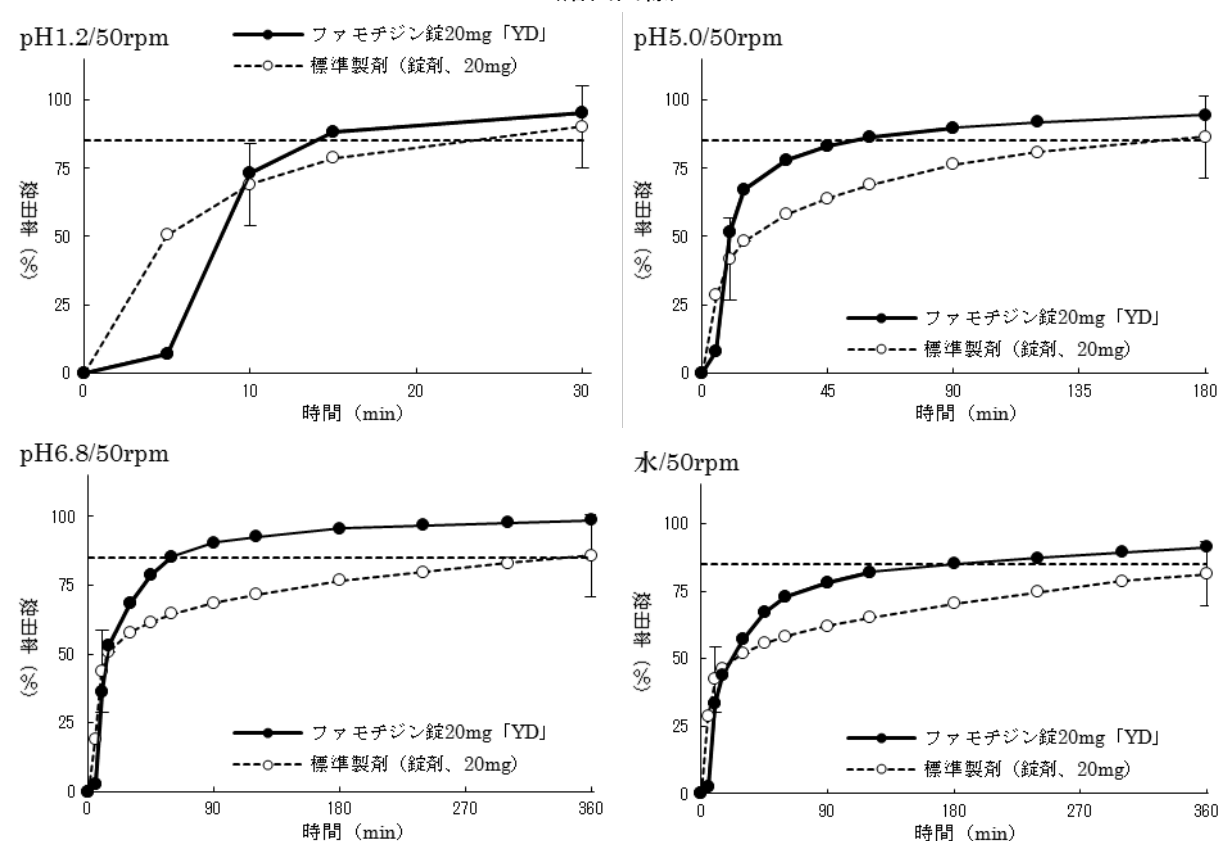 pH1.2/50rpm
ファモチジン錠20mg「YD」
標準製剤（錠剤、20mg）
100
75
50
25
0
溶出率（%）
0 10 20 30
時間（min）
pH5.0/50rpm
100
75
50
25
0
溶出率（%）
ファモチジン錠20mg「YD」
標準製剤（錠剤、20mg）
0 45 90 135 180
時間（min）
pH6.8/50rpm
100
75
50
25
0
溶出率（%）
ファモチジン錠20mg「YD」
標準製剤（錠剤、20mg）
0 90 180 270 360
時間（min）
水/50rpm
100
75
50
25
0
溶出率（%）
ファモチジン錠20mg「YD」
標準製剤（錠剤、20mg）
0 90 180 270 360
時間（min）